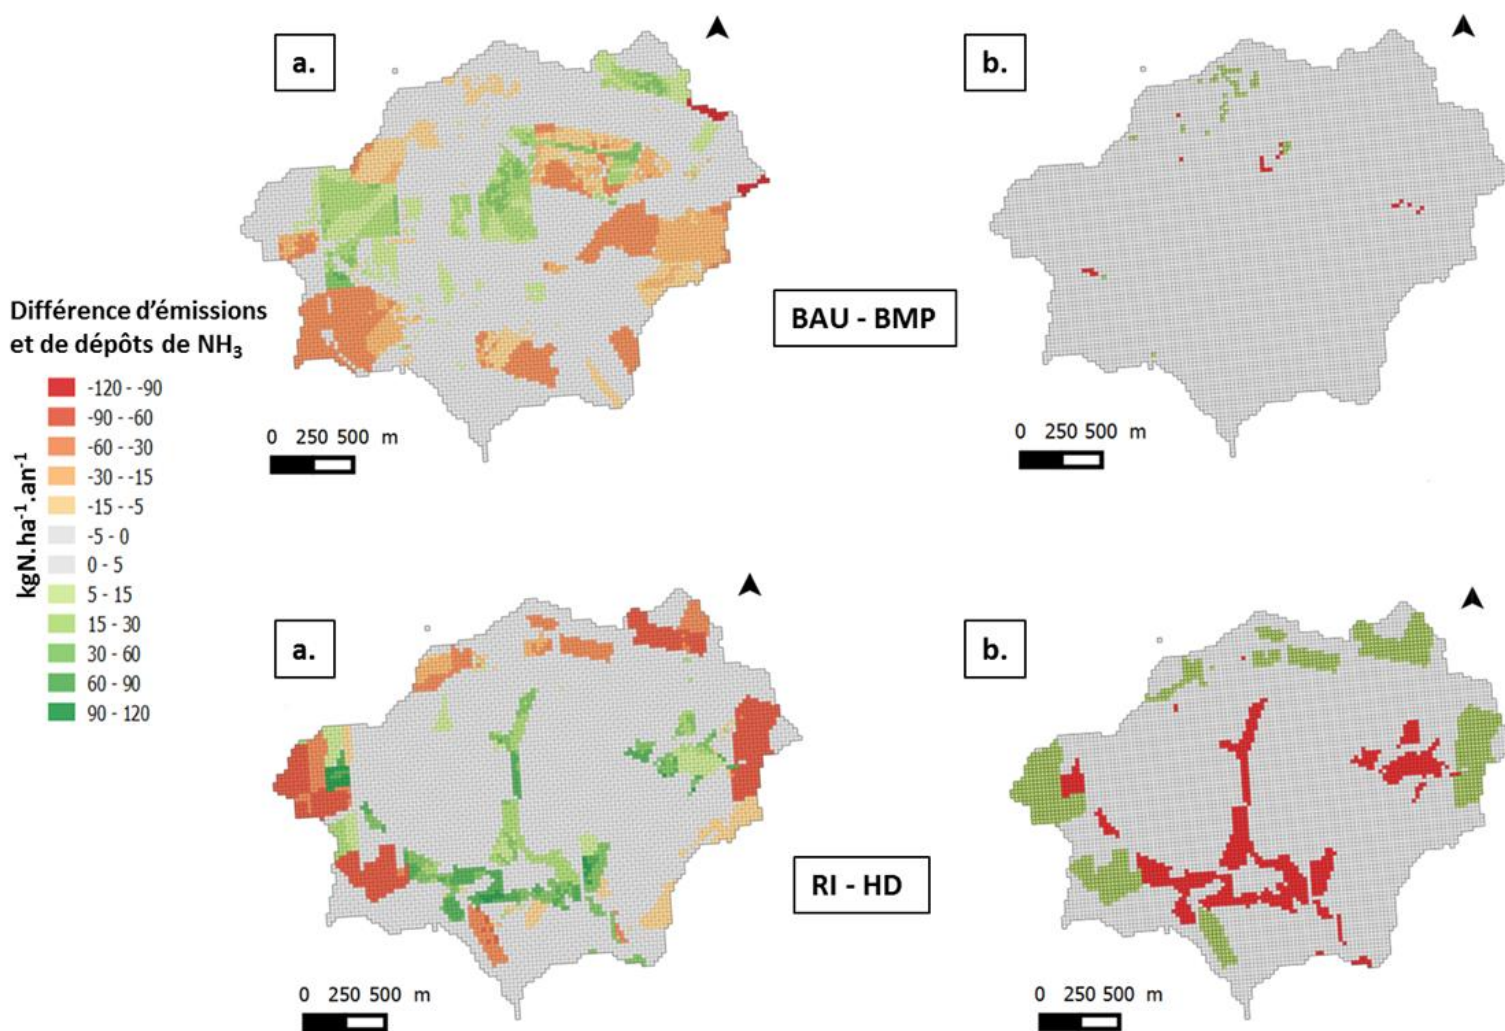 a.
b.
Différence d'émissions
et de dépôts de NH₃
kgN.ha⁻¹.an⁻¹
-120 - -90
-90 - -60
-60 - -30
-30 - -15
-15 - -5
-5 - 0
0 - 5
5 - 15
15 - 30
30 - 60
60 - 90
90 - 120
BAU - BMP
0 250 500 m
0 250 500 m
a.
b.
RI - HD
0 250 500 m
0 250 500 m